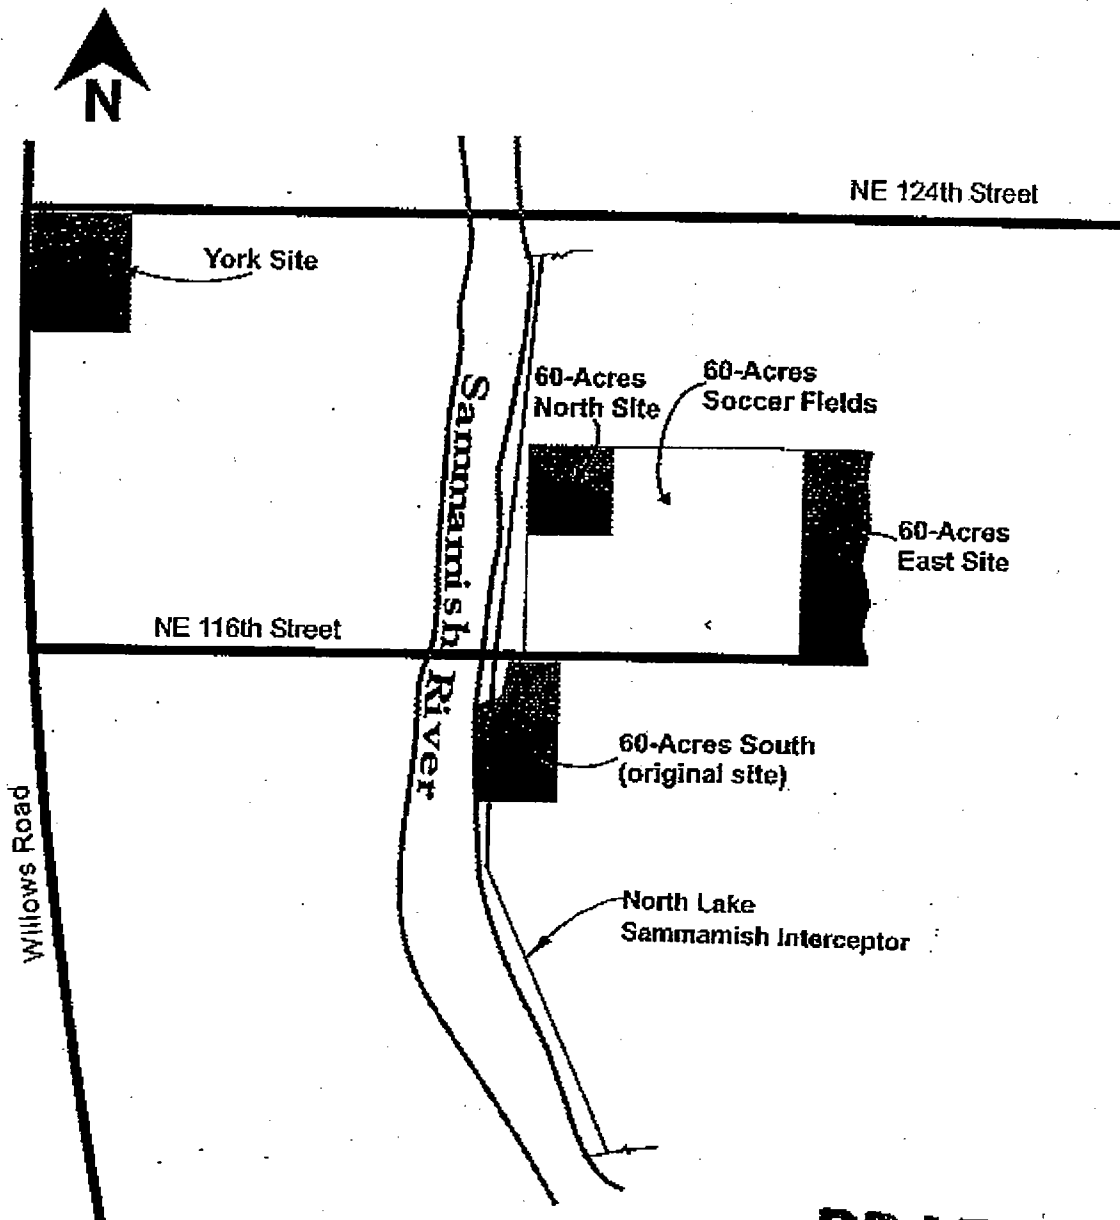 N
NE 124th Street
York Site
60-Acres
North Site
60-Acres
Soccer Fields
Sammamish River
60-Acres
East Site
NE 116th Street
60-Acres South
(original site)
Willows Road
North Lake
Sammamish Interceptor